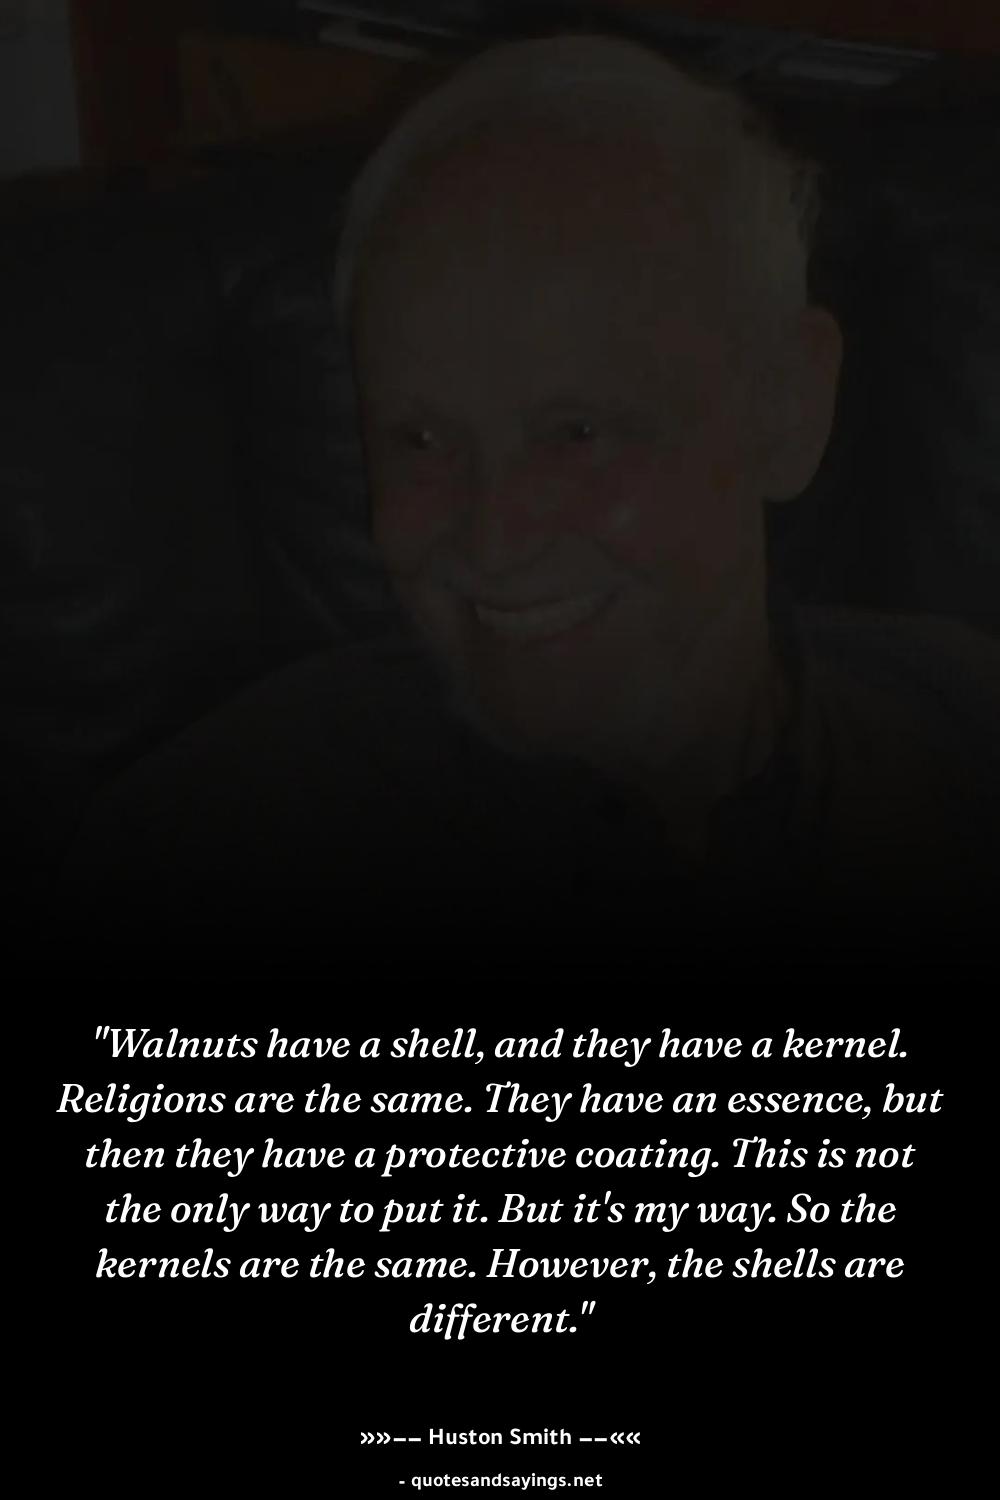 "Walnuts have a shell, and they have a kernel.
Religions are the same. They have an essence, but
then they have a protective coating. This is not
the only way to put it. But it's my way. So the
kernels are the same. However, the shells are
different."
»»−− Huston Smith −−««
- quotesandsayings.net